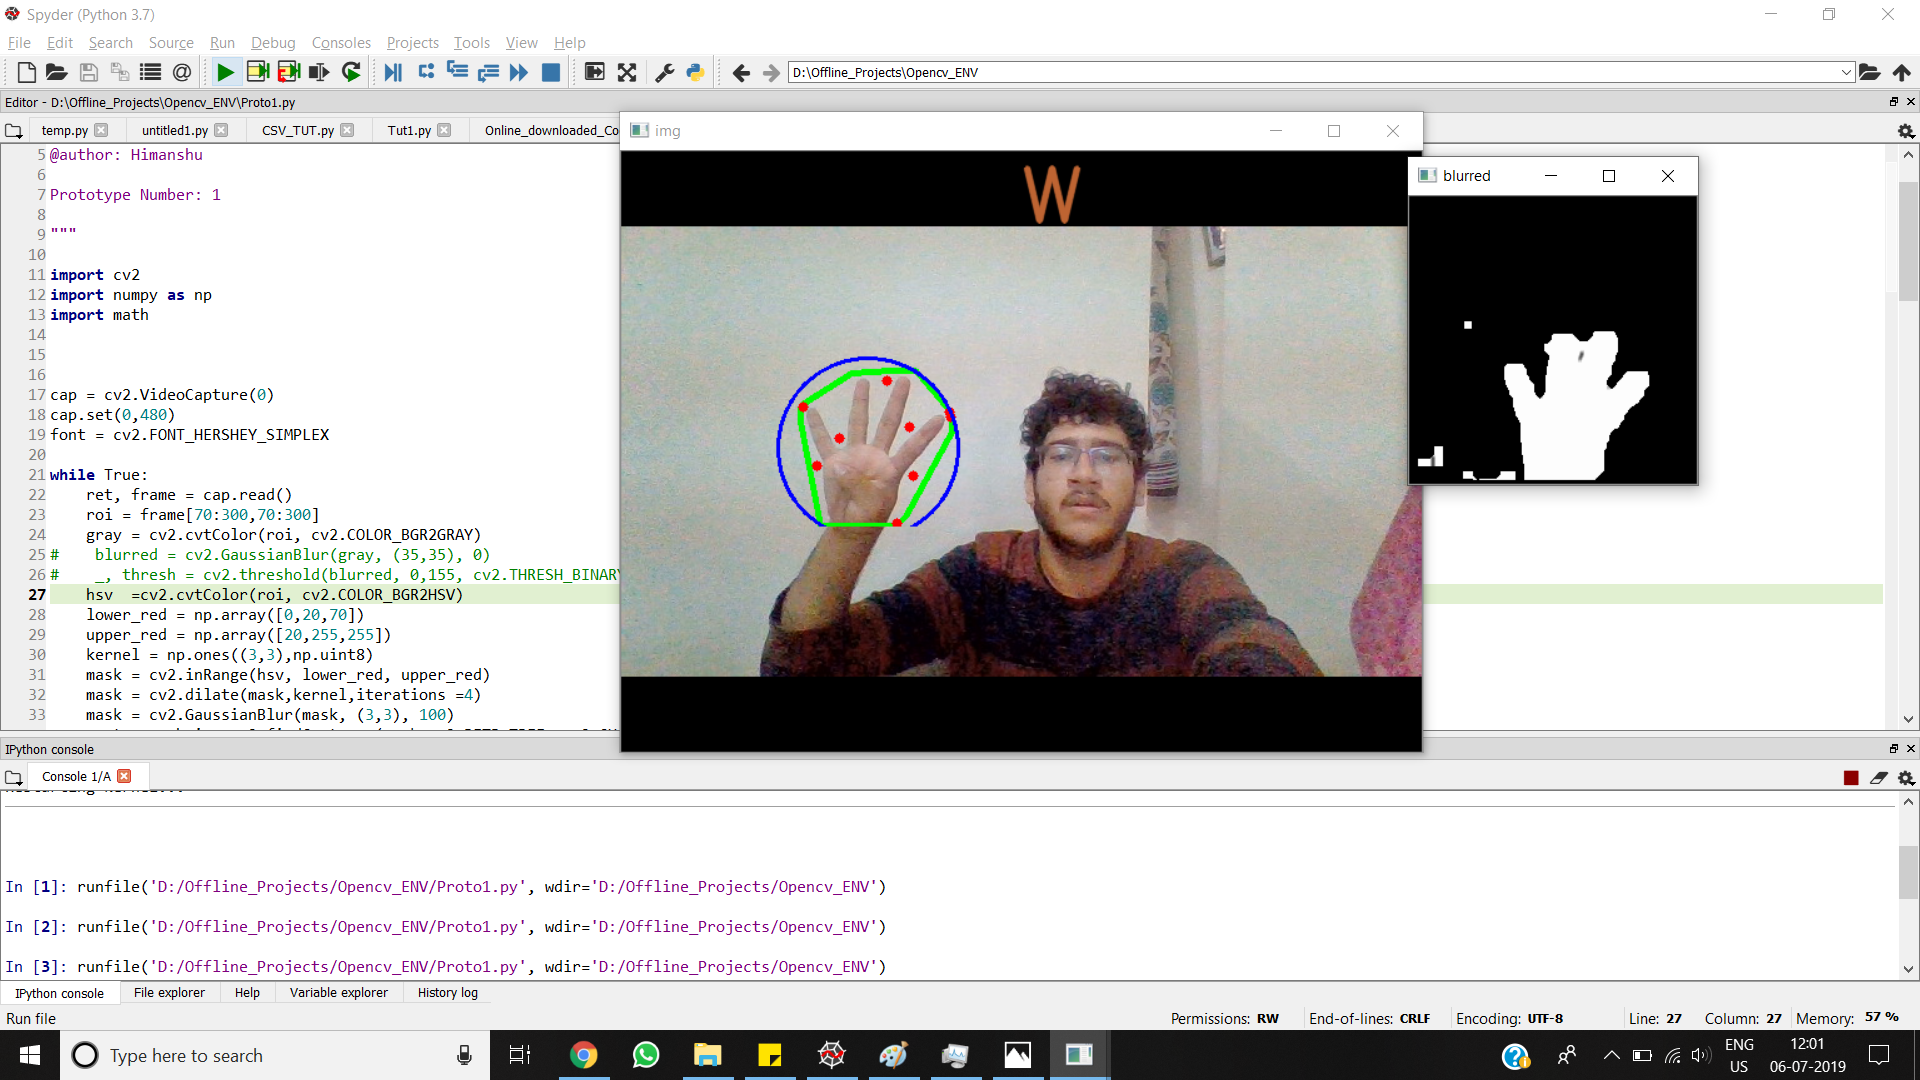 Spyder (Python 3.7)
File Edit Search Source Run Debug Consoles Projects Tools View Help
D:\Offline_Projects\Opencv_ENV
Editor - D:\Offline_Projects\Opencv_ENV\Proto1.py
temp.py untitled1.py CSV_TUT.py Tut1.py Online_downloaded_Co
img
W
blurred
5 @author: Himanshu
6
7 Prototype Number: 1
8
9 """
10
11 import cv2
12 import numpy as np
13 import math
14
15
16
17 cap = cv2.VideoCapture(0)
18 cap.set(0,480)
19 font = cv2.FONT_HERSHEY_SIMPLEX
20
21 while True:
22 ret, frame = cap.read()
23 roi = frame[70:300,70:300]
24 gray = cv2.cvtColor(roi, cv2.COLOR_BGR2GRAY)
25 # blurred = cv2.GaussianBlur(gray, (35,35), 0)
26 # _, thresh = cv2.threshold(blurred, 0,155, cv2.THRESH_BINARY
27 hsv =cv2.cvtColor(roi, cv2.COLOR_BGR2HSV)
28 lower_red = np.array([0,20,70])
29 upper_red = np.array([20,255,255])
30 kernel = np.ones((3,3),np.uint8)
31 mask = cv2.inRange(hsv, lower_red, upper_red)
32 mask = cv2.dilate(mask,kernel,iterations =4)
33 mask = cv2.GaussianBlur(mask, (3,3), 100)
IPython console
Console 1/A
In [1]: runfile('D:/Offline_Projects/Opencv_ENV/Proto1.py', wdir='D:/Offline_Projects/Opencv_ENV')
In [2]: runfile('D:/Offline_Projects/Opencv_ENV/Proto1.py', wdir='D:/Offline_Projects/Opencv_ENV')
In [3]: runfile('D:/Offline_Projects/Opencv_ENV/Proto1.py', wdir='D:/Offline_Projects/Opencv_ENV')
IPython console File explorer Help Variable explorer History log
Run file
Permissions: RW End-of-lines: CRLF Encoding: UTF-8 Line: 27 Column: 27 Memory: 57 %
Type here to search
ENG
US
12:01
06-07-2019